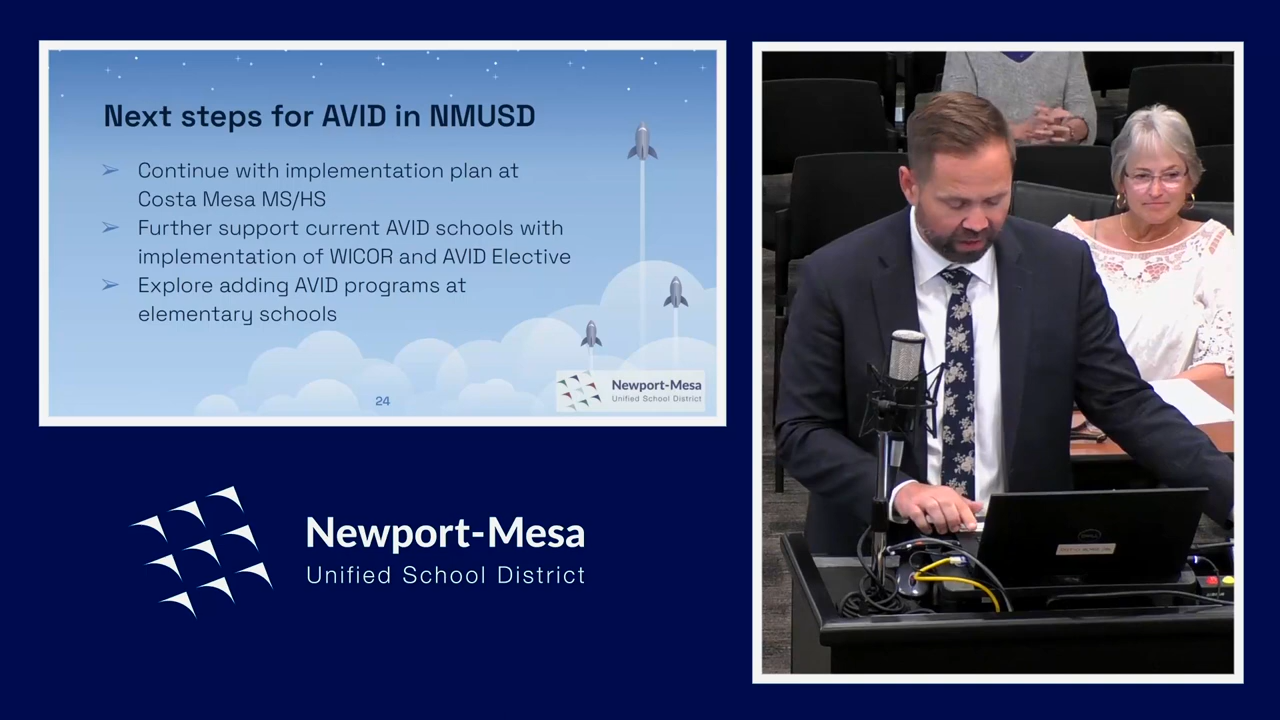 Next steps for AVID in NMUSD
➢ Continue with implementation plan at
Costa Mesa MS/HS
➢ Further support current AVID schools with
implementation of WICOR and AVID Elective
➢ Explore adding AVID programs at
elementary schools
24
Newport-Mesa
Unified School District
Newport-Mesa
Unified School District
DELL